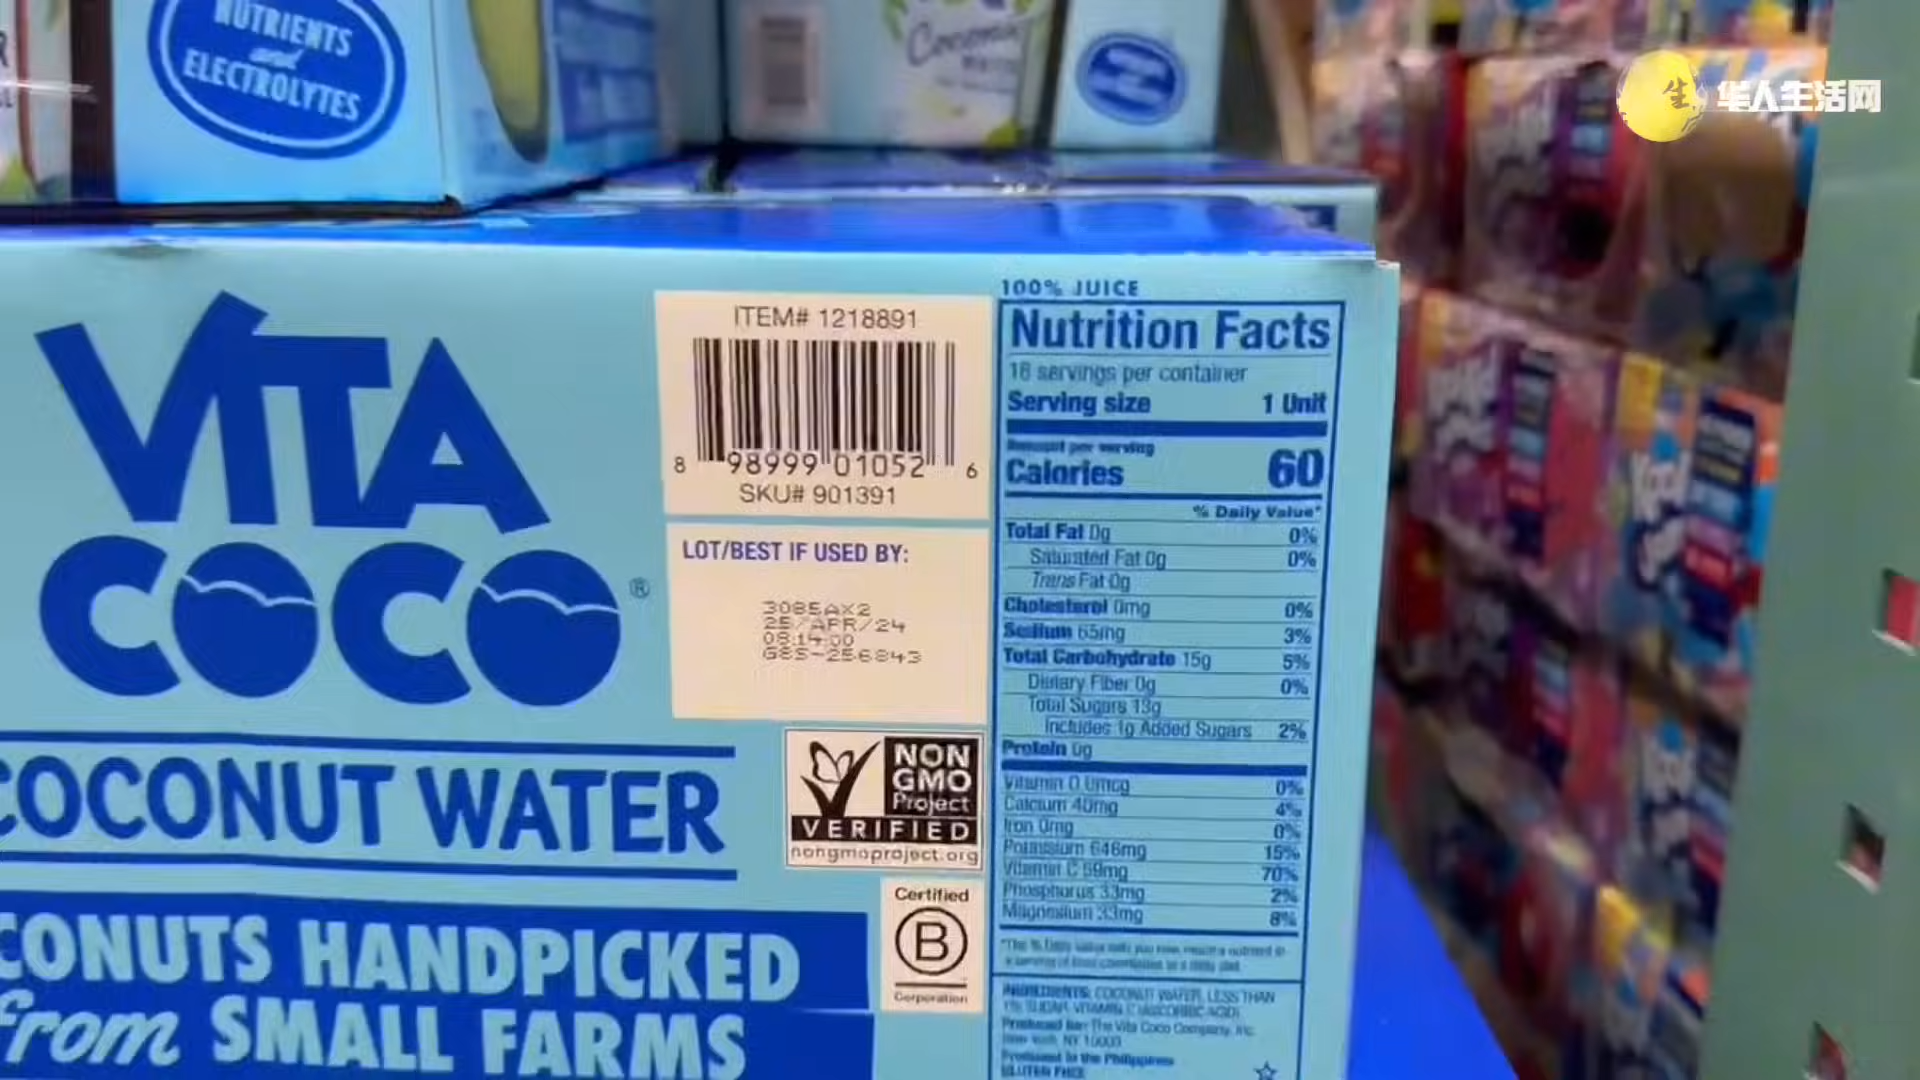 NUTRIENTS
and
ELECTROLYTES
Coconut
生
华人生活网
VITA
COCO®
COCONUT WATER
CONUTS HANDPICKED
from SMALL FARMS
ITEM# 1218891
8 98999 01052 6
SKU# 901391
LOT/BEST IF USED BY:
3085AX2
25/APR/24
08:14:00
GES-256843
NON
GMO
Project
VERIFIED
nongmoproject.org
Certified
B
Corporation
100% JUICE
Nutrition Facts
18 servings per container
Serving size 1 Unit
Amount per serving
Calories 60
% Daily Value*
Total Fat 0g 0%
Saturated Fat 0g 0%
Trans Fat 0g
Cholesterol 0mg 0%
Sodium 65mg 3%
Total Carbohydrate 15g 5%
Dietary Fiber 0g 0%
Total Sugars 13g
Includes 1g Added Sugars 2%
Protein 0g
Vitamin D 0mcg 0%
Calcium 40mg 4%
Iron 0mg 0%
Potassium 646mg 15%
Vitamin C 59mg 70%
Phosphorus 33mg 2%
Magnesium 33mg 8%
INGREDIENTS: COCONUT WATER, LESS THAN
1% SUGAR, VITAMIN C (ASCORBIC ACID)
The Vita Coco Company, Inc.
New York, NY 10003
Produced in the Philippines
GLUTEN FREE